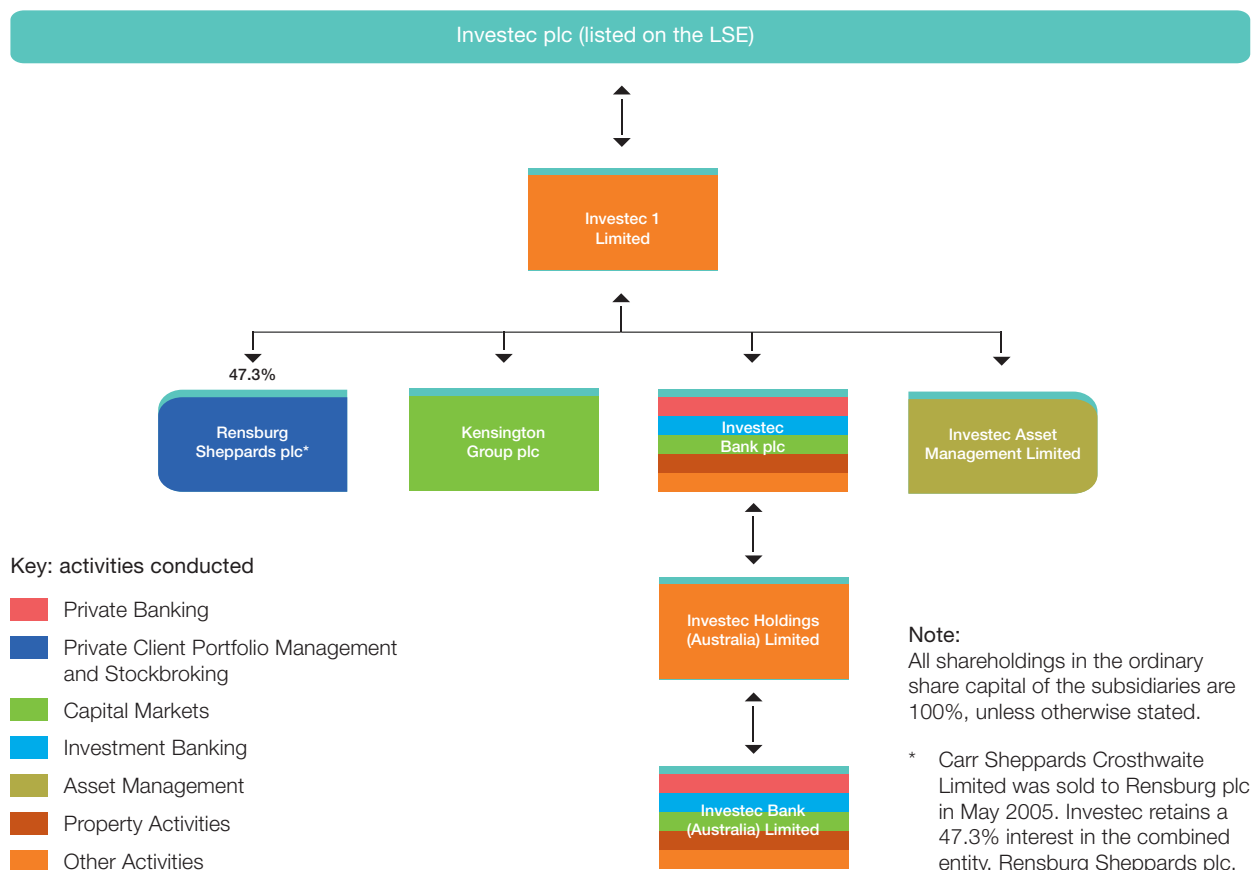 Investec plc (listed on the LSE)
Investec 1
Limited
47.3%
Rensburg
Sheppards plc*
Kensington
Group plc
Investec
Bank plc
Investec Asset
Management Limited
Investec Holdings
(Australia) Limited
Investec Bank
(Australia) Limited
Key: activities conducted
Private Banking
Private Client Portfolio Management
and Stockbroking
Capital Markets
Investment Banking
Asset Management
Property Activities
Other Activities
Note:
All shareholdings in the ordinary
share capital of the subsidiaries are
100%, unless otherwise stated.
* Carr Sheppards Crosthwaite
Limited was sold to Rensburg plc
in May 2005. Investec retains a
47.3% interest in the combined
entity, Rensburg Sheppards plc.